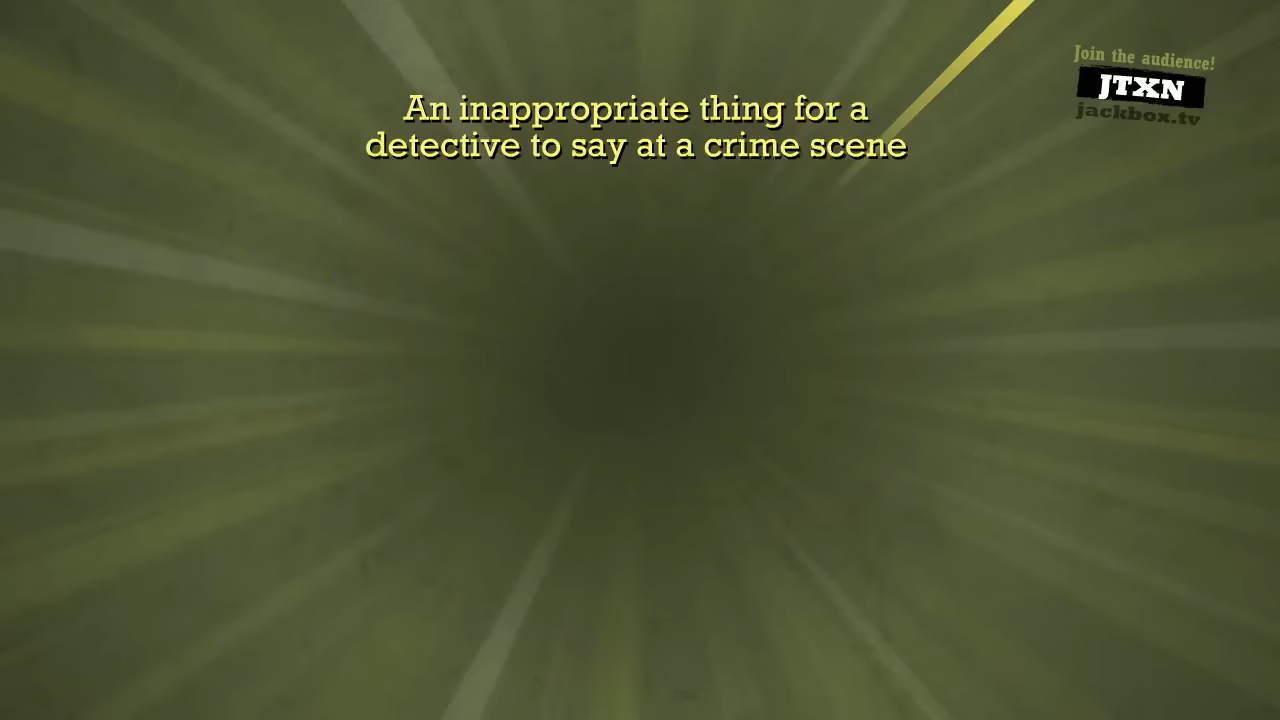 Join the audience!
JTXN
jackbox.tv
An inappropriate thing for a
detective to say at a crime scene